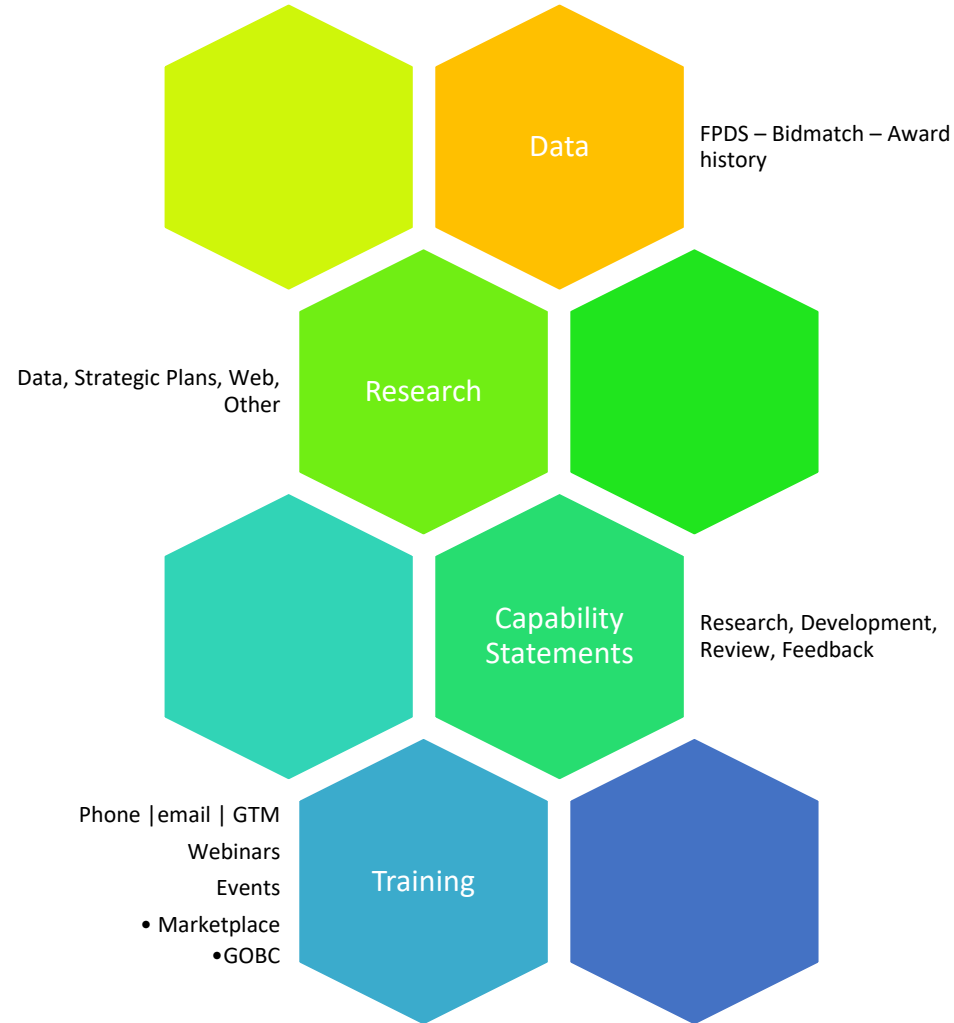 Data
FPDS – Bidmatch – Award
history
Data, Strategic Plans, Web,
Other
Research
Capability
Statements
Research, Development,
Review, Feedback
Phone |email | GTM
Webinars
Events
• Marketplace
•GOBC
Training